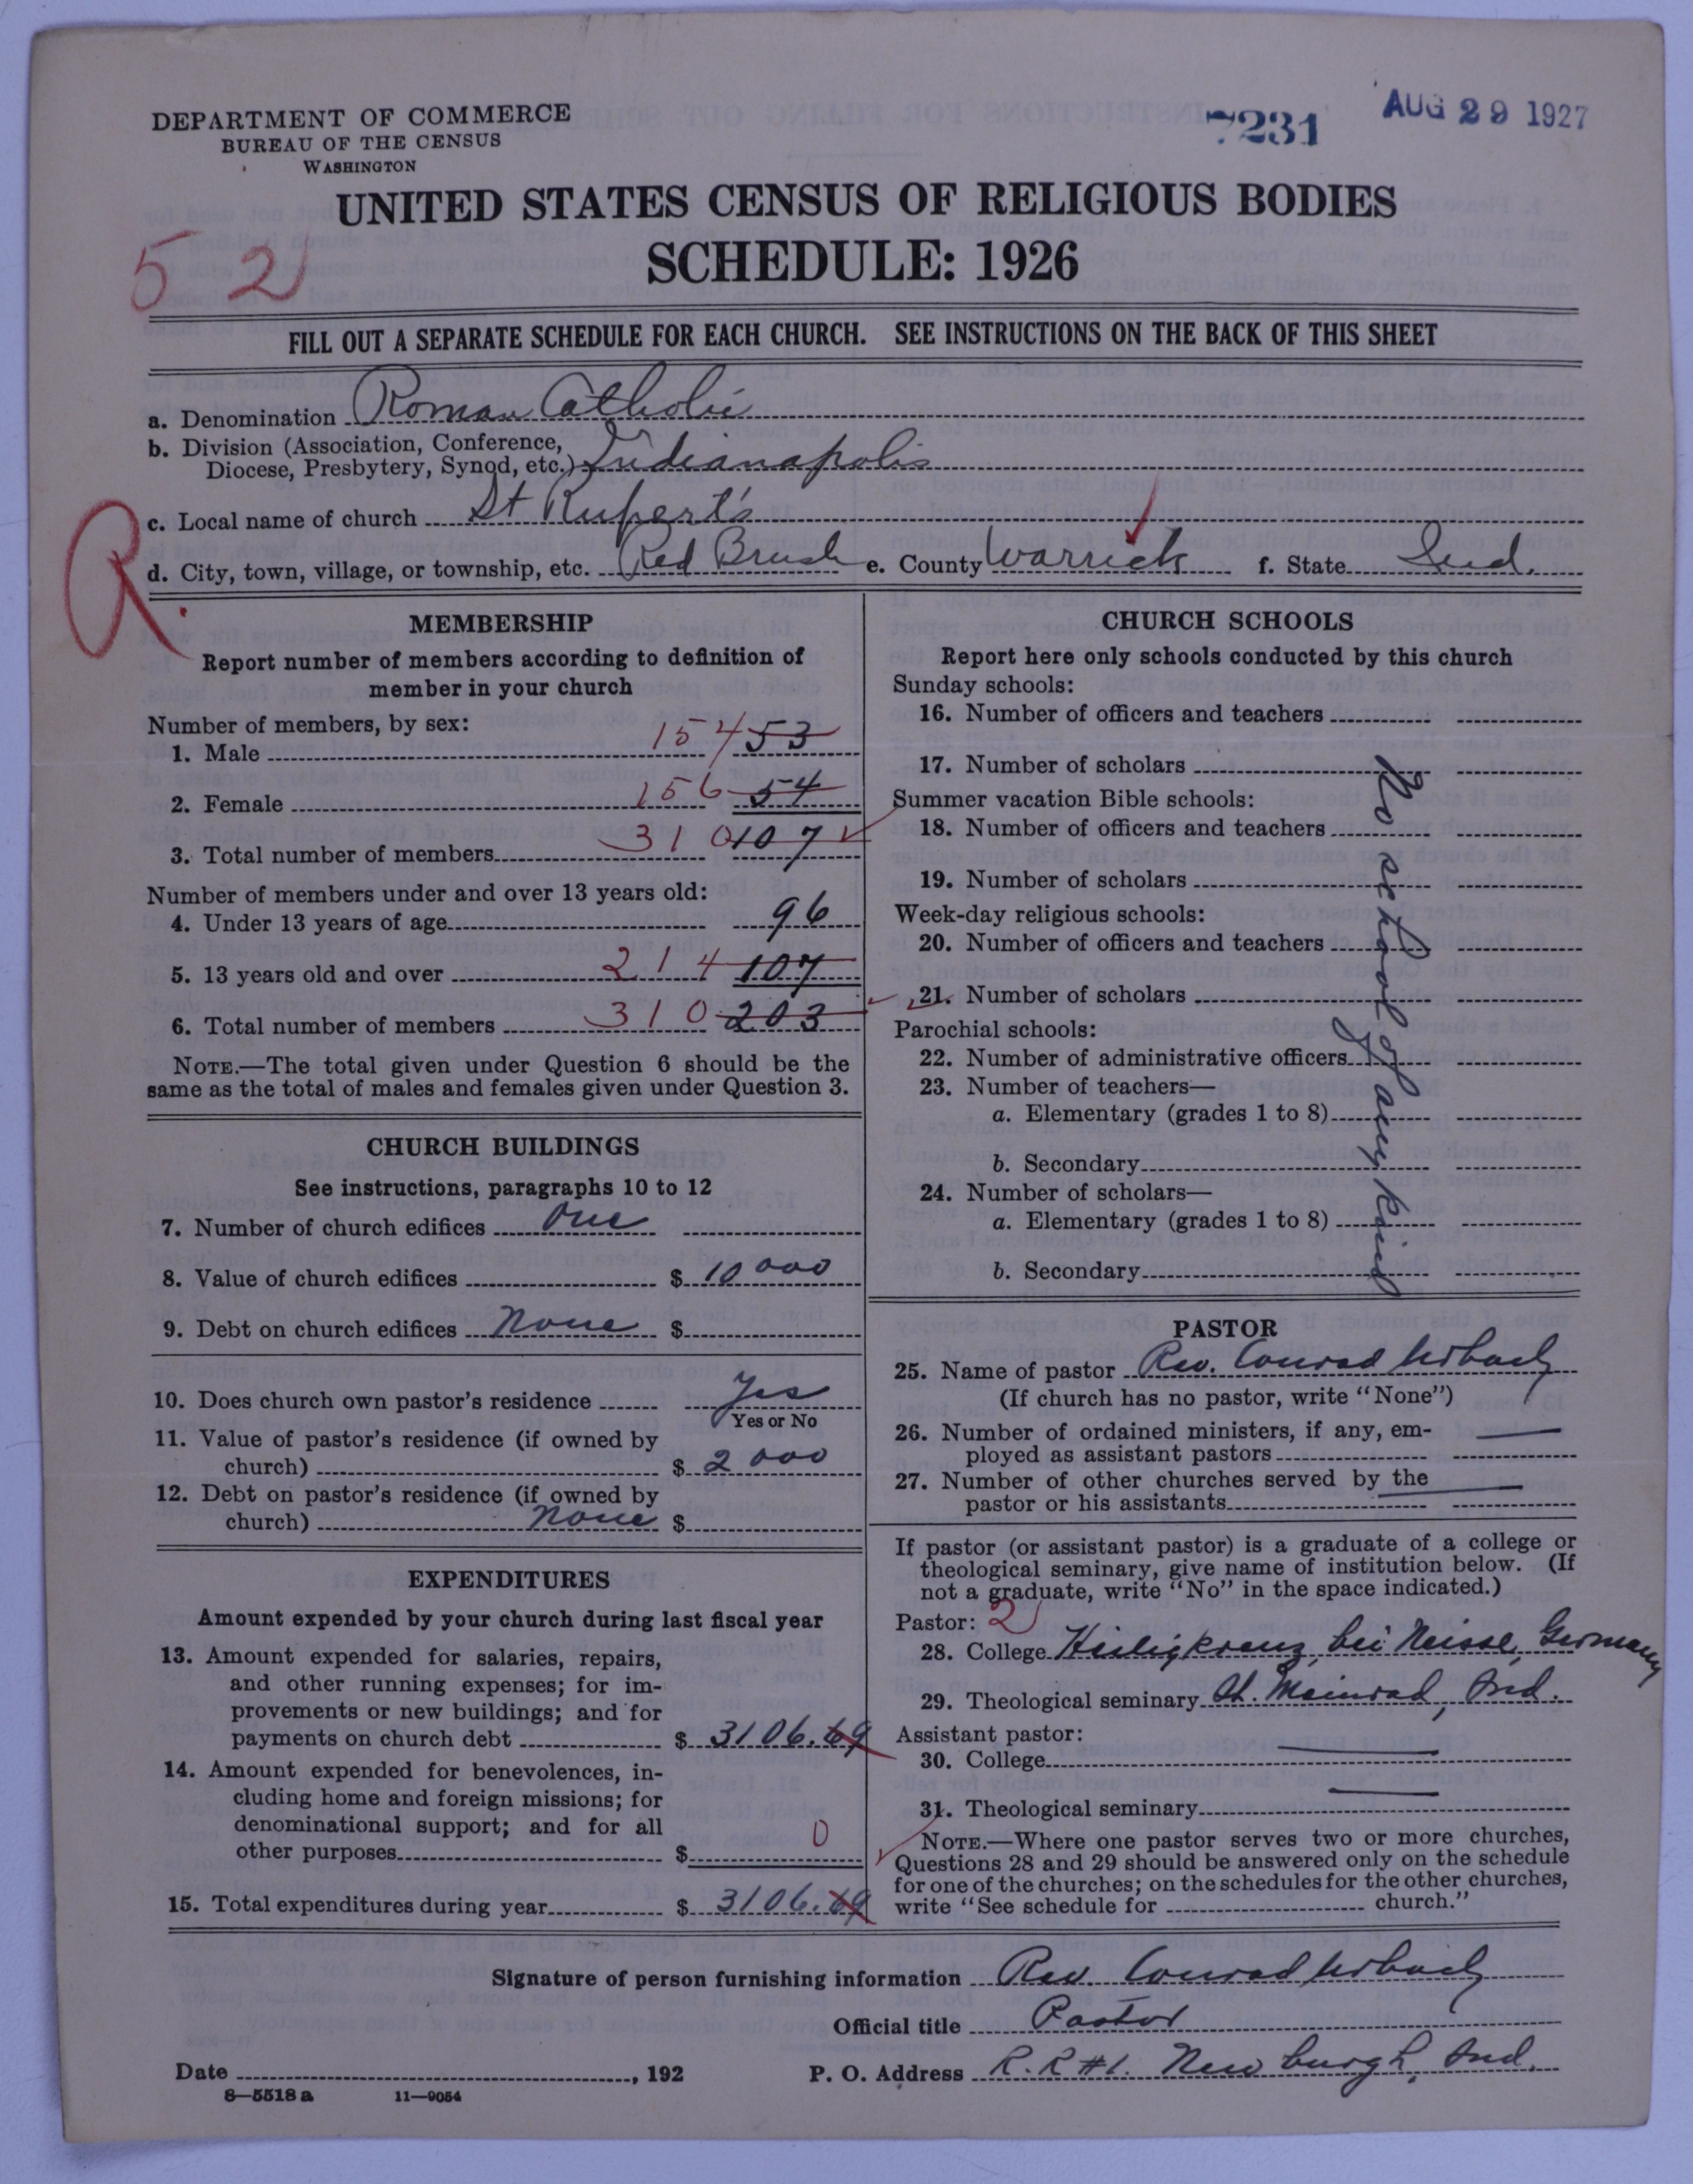 DEPARTMENT OF COMMERCE
BUREAU OF THE CENSUS
WASHINGTON
7231
AUG 29 1927
UNITED STATES CENSUS OF RELIGIOUS BODIES
SCHEDULE: 1926
52
FILL OUT A SEPARATE SCHEDULE FOR EACH CHURCH. SEE INSTRUCTIONS ON THE BACK OF THIS SHEET
a. Denomination Roman Catholic
b. Division (Association, Conference,
Diocese, Presbytery, Synod, etc.) Indianapolis
R.
c. Local name of church St Rupert's
d. City, town, village, or township, etc. Red Brush e. County Warrick f. State Ind.
MEMBERSHIP
Report number of members according to definition of
member in your church
Number of members, by sex:
1. Male 154 53
2. Female 156 54
3. Total number of members 310 107
Number of members under and over 13 years old:
4. Under 13 years of age 96
5. 13 years old and over 214 107
6. Total number of members 310 203
NOTE.—The total given under Question 6 should be the
same as the total of males and females given under Question 3.
CHURCH BUILDINGS
See instructions, paragraphs 10 to 12
7. Number of church edifices One
8. Value of church edifices $ 10 000
9. Debt on church edifices None $
10. Does church own pastor's residence Yes
Yes or No
11. Value of pastor's residence (if owned by
church) $ 2 000
12. Debt on pastor's residence (if owned by
church) None $
EXPENDITURES
Amount expended by your church during last fiscal year
13. Amount expended for salaries, repairs,
and other running expenses; for im-
provements or new buildings; and for
payments on church debt $ 3106.69
14. Amount expended for benevolences, in-
cluding home and foreign missions; for
denominational support; and for all
other purposes $ 0
15. Total expenditures during year $ 3106.69
CHURCH SCHOOLS
Report here only schools conducted by this church
Sunday schools:
16. Number of officers and teachers
17. Number of scholars
Summer vacation Bible schools:
18. Number of officers and teachers
19. Number of scholars
Week-day religious schools:
20. Number of officers and teachers
21. Number of scholars
Parochial schools:
22. Number of administrative officers
23. Number of teachers—
a. Elementary (grades 1 to 8)
b. Secondary
24. Number of scholars—
a. Elementary (grades 1 to 8)
b. Secondary
No school of any kind
PASTOR
25. Name of pastor Rev. Conrad Urbach
(If church has no pastor, write "None")
26. Number of ordained ministers, if any, em-
ployed as assistant pastors
27. Number of other churches served by the
pastor or his assistants
If pastor (or assistant pastor) is a graduate of a college or
theological seminary, give name of institution below. (If
not a graduate, write "No" in the space indicated.)
Pastor: 2
28. College Heiligkreuz, bei Neisse, Germany
29. Theological seminary St. Meinrad, Ind.
Assistant pastor:
30. College
31. Theological seminary
NOTE.—Where one pastor serves two or more churches,
Questions 28 and 29 should be answered only on the schedule
for one of the churches; on the schedules for the other churches,
write "See schedule for church."
Signature of person furnishing information Rev. Conrad Urbach
Official title Pastor
Date , 192 P. O. Address R.R #1. Newburgh, Ind.
8—5518 a 11—9054